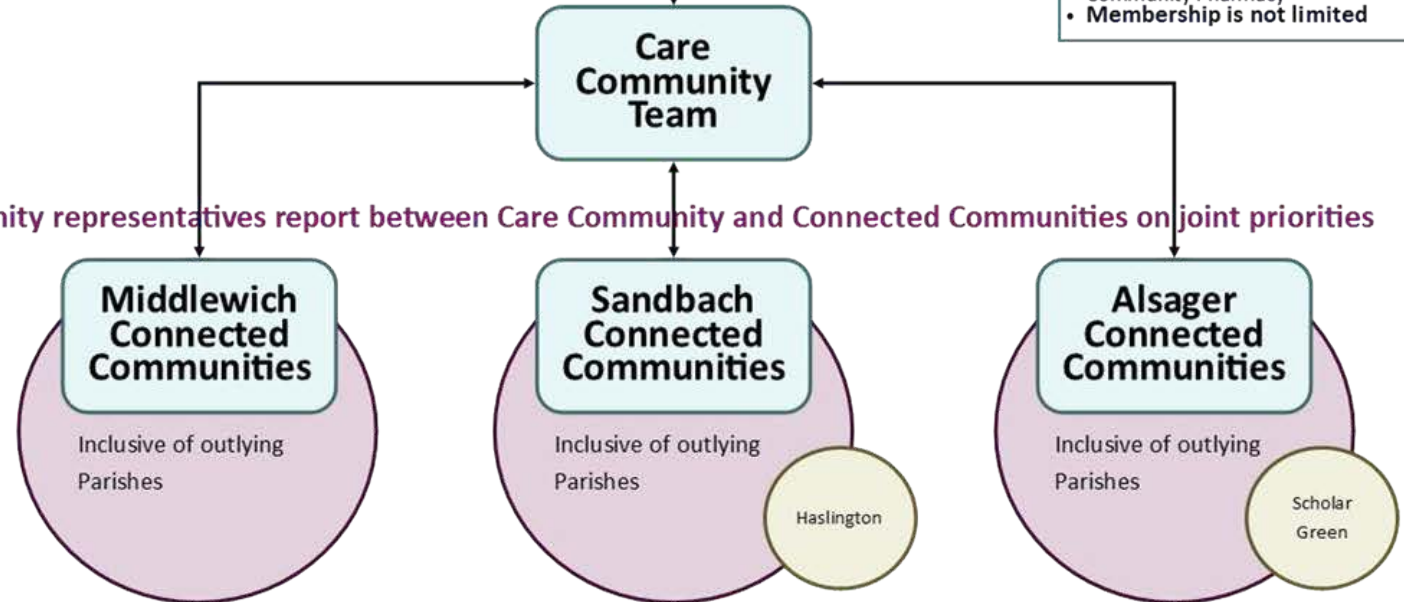 • Membership is not limited
Care
Community
Team
nity representatives report between Care Community and Connected Communities on joint priorities
Middlewich
Connected
Communities
Inclusive of outlying
Parishes
Sandbach
Connected
Communities
Inclusive of outlying
Parishes
Haslington
Alsager
Connected
Communities
Inclusive of outlying
Parishes
Scholar
Green